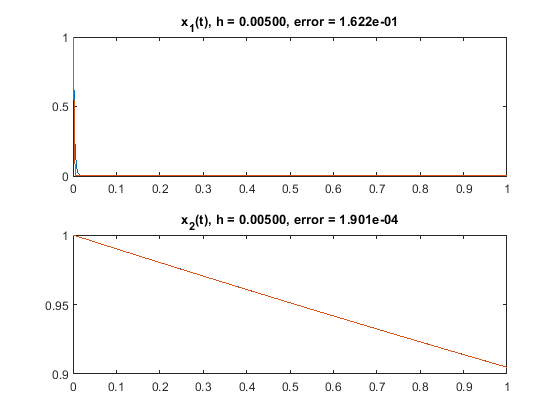 x1(t), h = 0.00500, error = 1.622e-01
1
0.5
0
0 0.1 0.2 0.3 0.4 0.5 0.6 0.7 0.8 0.9 1
x2(t), h = 0.00500, error = 1.901e-04
1
0.95
0.9
0 0.1 0.2 0.3 0.4 0.5 0.6 0.7 0.8 0.9 1